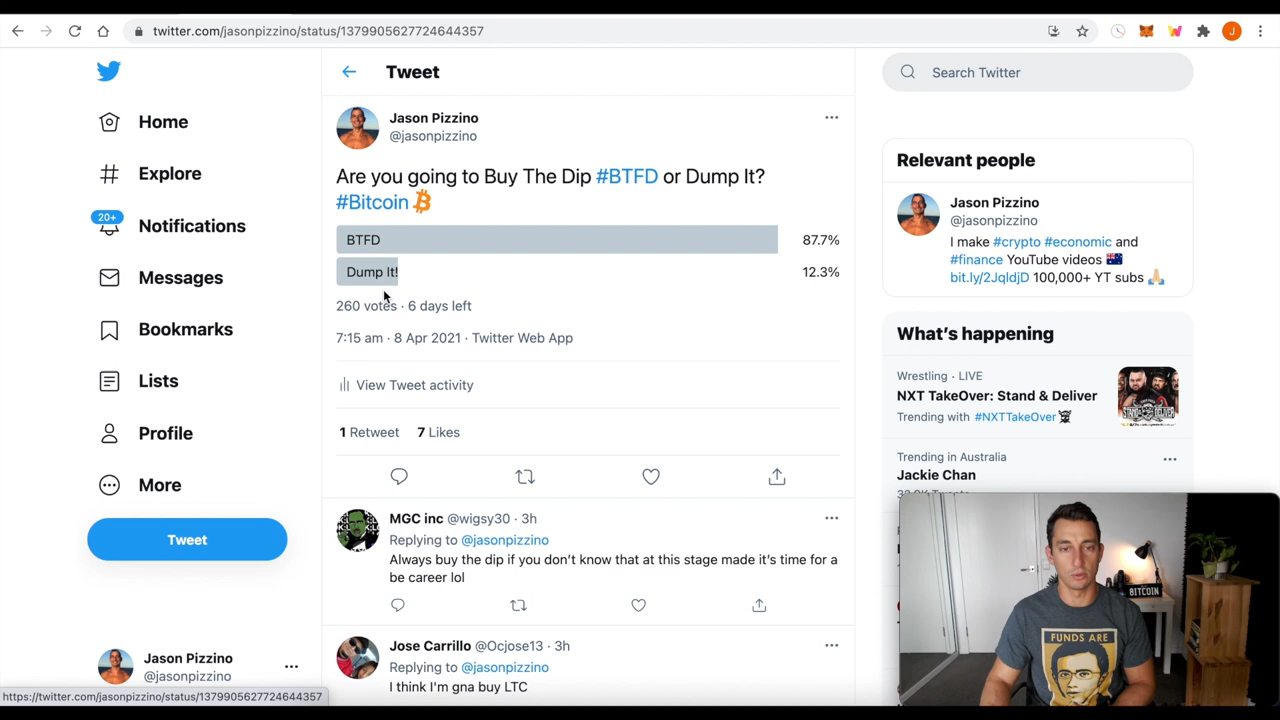 twitter.com/jasonpizzino/status/1379905627724644357
J
Home
Explore
20+
Notifications
Messages
Bookmarks
Lists
Profile
More
Tweet
Jason Pizzino
@jasonpizzino
https://twitter.com/jasonpizzino/status/1379905627724644357
Tweet
Jason Pizzino
@jasonpizzino
Are you going to Buy The Dip #BTFD or Dump It?
#Bitcoin
BTFD 87.7%
Dump It! 12.3%
260 votes · 6 days left
7:15 am · 8 Apr 2021 · Twitter Web App
View Tweet activity
1 Retweet 7 Likes
MGC inc @wigsy30 · 3h
Replying to @jasonpizzino
Always buy the dip if you don't know that at this stage made it's time for a
be career lol
Jose Carrillo @Ocjose13 · 3h
Replying to @jasonpizzino
I think I'm gna buy LTC
Search Twitter
Relevant people
Jason Pizzino
@jasonpizzino
I make #crypto #economic and
#finance YouTube videos
bit.ly/2JqldjD 100,000+ YT subs
What's happening
Wrestling · LIVE
NXT TakeOver: Stand & Deliver
Trending with #NXTTakeOver
Trending in Australia
Jackie Chan
BITCOIN
FUNDS ARE